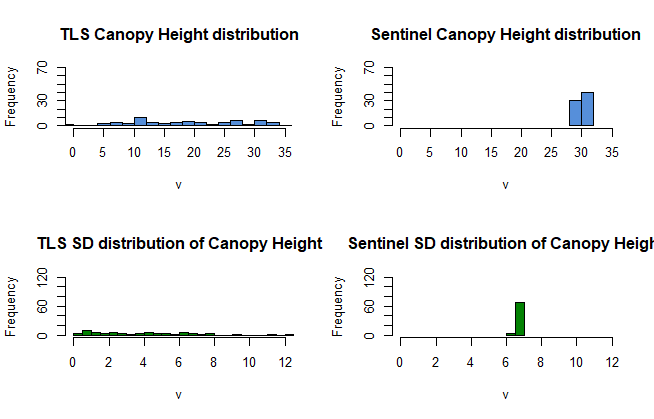 TLS Canopy Height distribution
Frequency
0 30 70
0 5 10 15 20 25 30 35
v
Sentinel Canopy Height distribution
Frequency
0 30 70
0 5 10 15 20 25 30 35
v
TLS SD distribution of Canopy Height
Frequency
0 60 120
0 2 4 6 8 10 12
v
Sentinel SD distribution of Canopy Heigh
Frequency
0 60 120
0 2 4 6 8 10 12
v